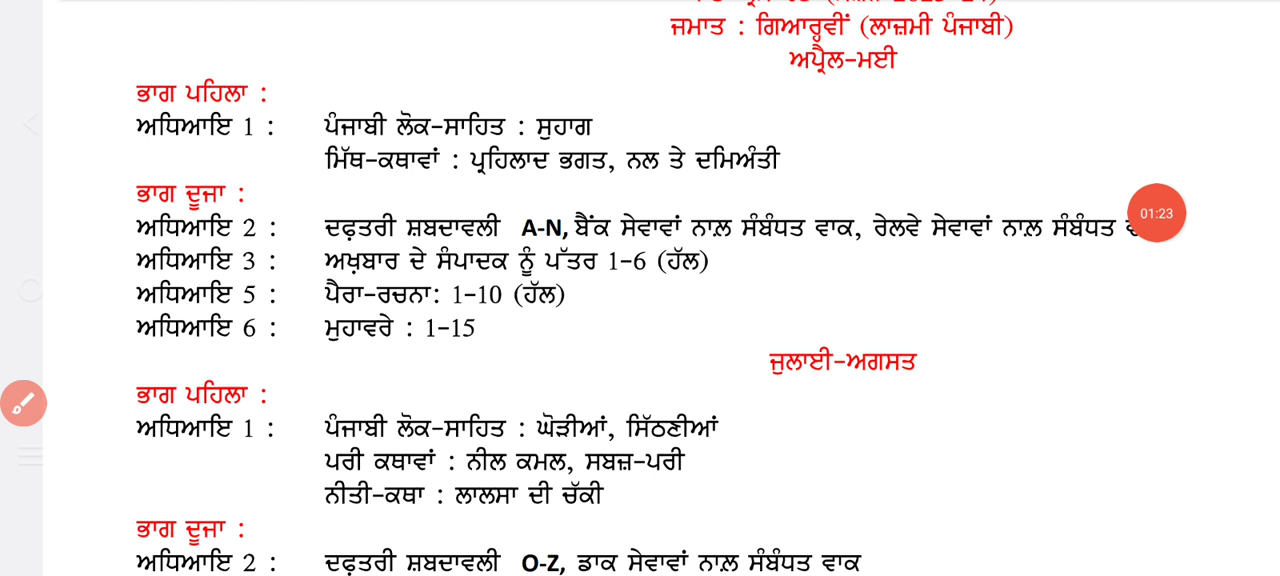 ਜਮਾਤ : ਗਿਆਰ੍ਹਵੀਂ (ਲਾਜ਼ਮੀ ਪੰਜਾਬੀ)
ਅਪ੍ਰੈਲ-ਮਈ
ਭਾਗ ਪਹਿਲਾ :
ਅਧਿਆਇ 1 : ਪੰਜਾਬੀ ਲੋਕ-ਸਾਹਿਤ : ਸੁਹਾਗ
ਮਿੱਥ-ਕਥਾਵਾਂ : ਪ੍ਰਹਿਲਾਦ ਭਗਤ, ਨਲ ਤੇ ਦਮਿਅੰਤੀ
ਭਾਗ ਦੂਜਾ :
ਅਧਿਆਇ 2 : ਦਫ਼ਤਰੀ ਸ਼ਬਦਾਵਲੀ A-N, ਬੈਂਕ ਸੇਵਾਵਾਂ ਨਾਲ਼ ਸੰਬੰਧਤ ਵਾਕ, ਰੇਲਵੇ ਸੇਵਾਵਾਂ ਨਾਲ਼ ਸੰਬੰਧਤ
01:23
ਅਧਿਆਇ 3 : ਅਖ਼ਬਾਰ ਦੇ ਸੰਪਾਦਕ ਨੂੰ ਪੱਤਰ 1-6 (ਹੱਲ)
ਅਧਿਆਇ 5 : ਪੈਰਾ-ਰਚਨਾ: 1-10 (ਹੱਲ)
ਅਧਿਆਇ 6 : ਮੁਹਾਵਰੇ : 1-15
ਜੁਲਾਈ-ਅਗਸਤ
ਭਾਗ ਪਹਿਲਾ :
ਅਧਿਆਇ 1 : ਪੰਜਾਬੀ ਲੋਕ-ਸਾਹਿਤ : ਘੋੜੀਆਂ, ਸਿੱਠਣੀਆਂ
ਪਰੀ ਕਥਾਵਾਂ : ਨੀਲ ਕਮਲ, ਸਬਜ਼-ਪਰੀ
ਨੀਤੀ-ਕਥਾ : ਲਾਲਸਾ ਦੀ ਚੱਕੀ
ਭਾਗ ਦੂਜਾ :
ਅਧਿਆਇ 2 : ਦਫ਼ਤਰੀ ਸ਼ਬਦਾਵਲੀ O-Z, ਡਾਕ ਸੇਵਾਵਾਂ ਨਾਲ਼ ਸੰਬੰਧਤ ਵਾਕ